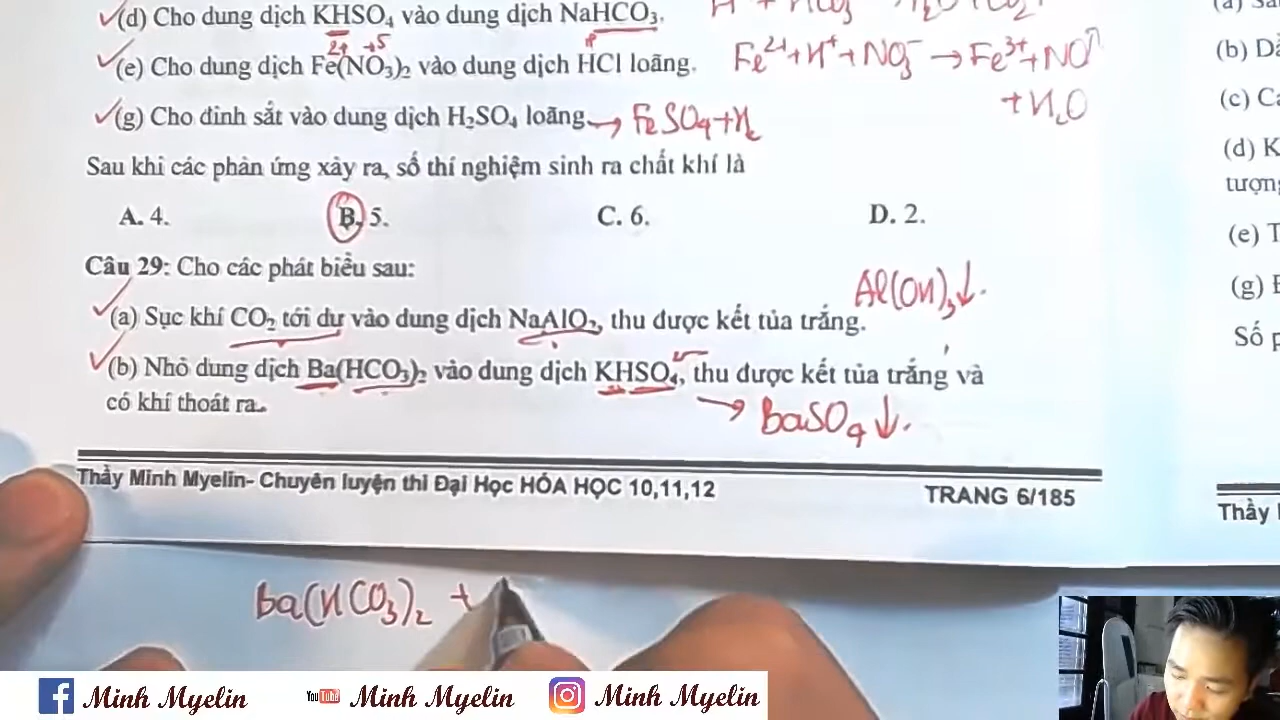 (d) Cho dung dịch KHSO₄ vào dung dịch NaHCO₃.
2+ +5
(e) Cho dung dịch Fe(NO₃)₂ vào dung dịch HCl loãng.
Fe²⁺ + H⁺ + NO₃⁻ → Fe³⁺ + NO↑
+ H₂O
(g) Cho đinh sắt vào dung dịch H₂SO₄ loãng → FeSO₄ + H₂
Sau khi các phản ứng xảy ra, số thí nghiệm sinh ra chất khí là
A. 4. B. 5. C. 6. D. 2.
Câu 29: Cho các phát biểu sau:
Al(OH)₃↓.
(a) Sục khí CO₂ tới dư vào dung dịch NaAlO₂, thu được kết tủa trắng.
(b) Nhỏ dung dịch Ba(HCO₃)₂ vào dung dịch KHSO₄, thu được kết tủa trắng và
có khí thoát ra.
→ BaSO₄↓.
Thầy Minh Myelin- Chuyên luyện thi Đại Học HÓA HỌC 10,11,12
TRANG 6/185
Ba(HCO₃)₂ +
(b)
(c)
(d) K
tượng
(e) T
(g)
Số p
Thầy
Minh Myelin
YouTube Minh Myelin
Minh Myelin